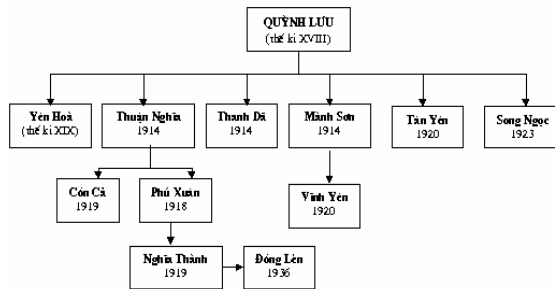 QUỲNH LƯU
(thế kỉ XVIII)
Yên Hoà
(thế kỉ XIX)
Thuận Nghĩa
1914
Thanh Dã
1914
Mành Sơn
1914
Tân Yên
1920
Song Ngọc
1923
Cồn Cả
1919
Phú Xuân
1918
Vĩnh Yên
1920
Nghĩa Thành
1919
Đồng Lèn
1936